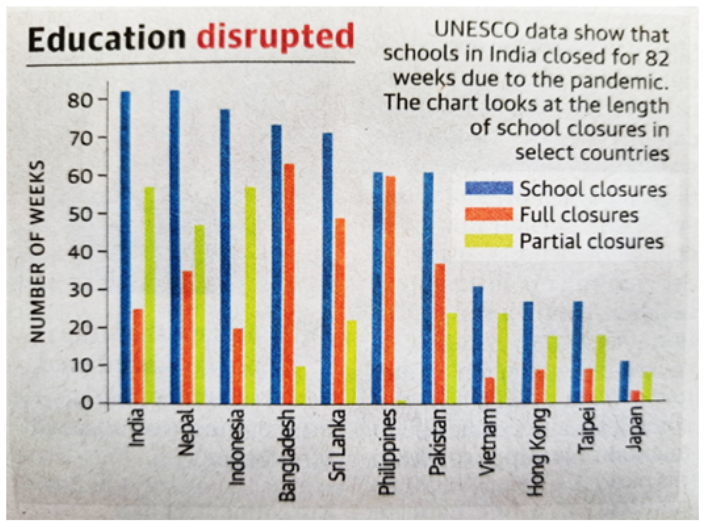 Education disrupted
UNESCO data show that
schools in India closed for 82
weeks due to the pandemic.
The chart looks at the length
of school closures in
select countries
School closures
Full closures
Partial closures
NUMBER OF WEEKS
80
70
60
50
40
30
20
10
0
India
Nepal
Indonesia
Bangladesh
Sri Lanka
Philippines
Pakistan
Vietnam
Hong Kong
Taipei
Japan